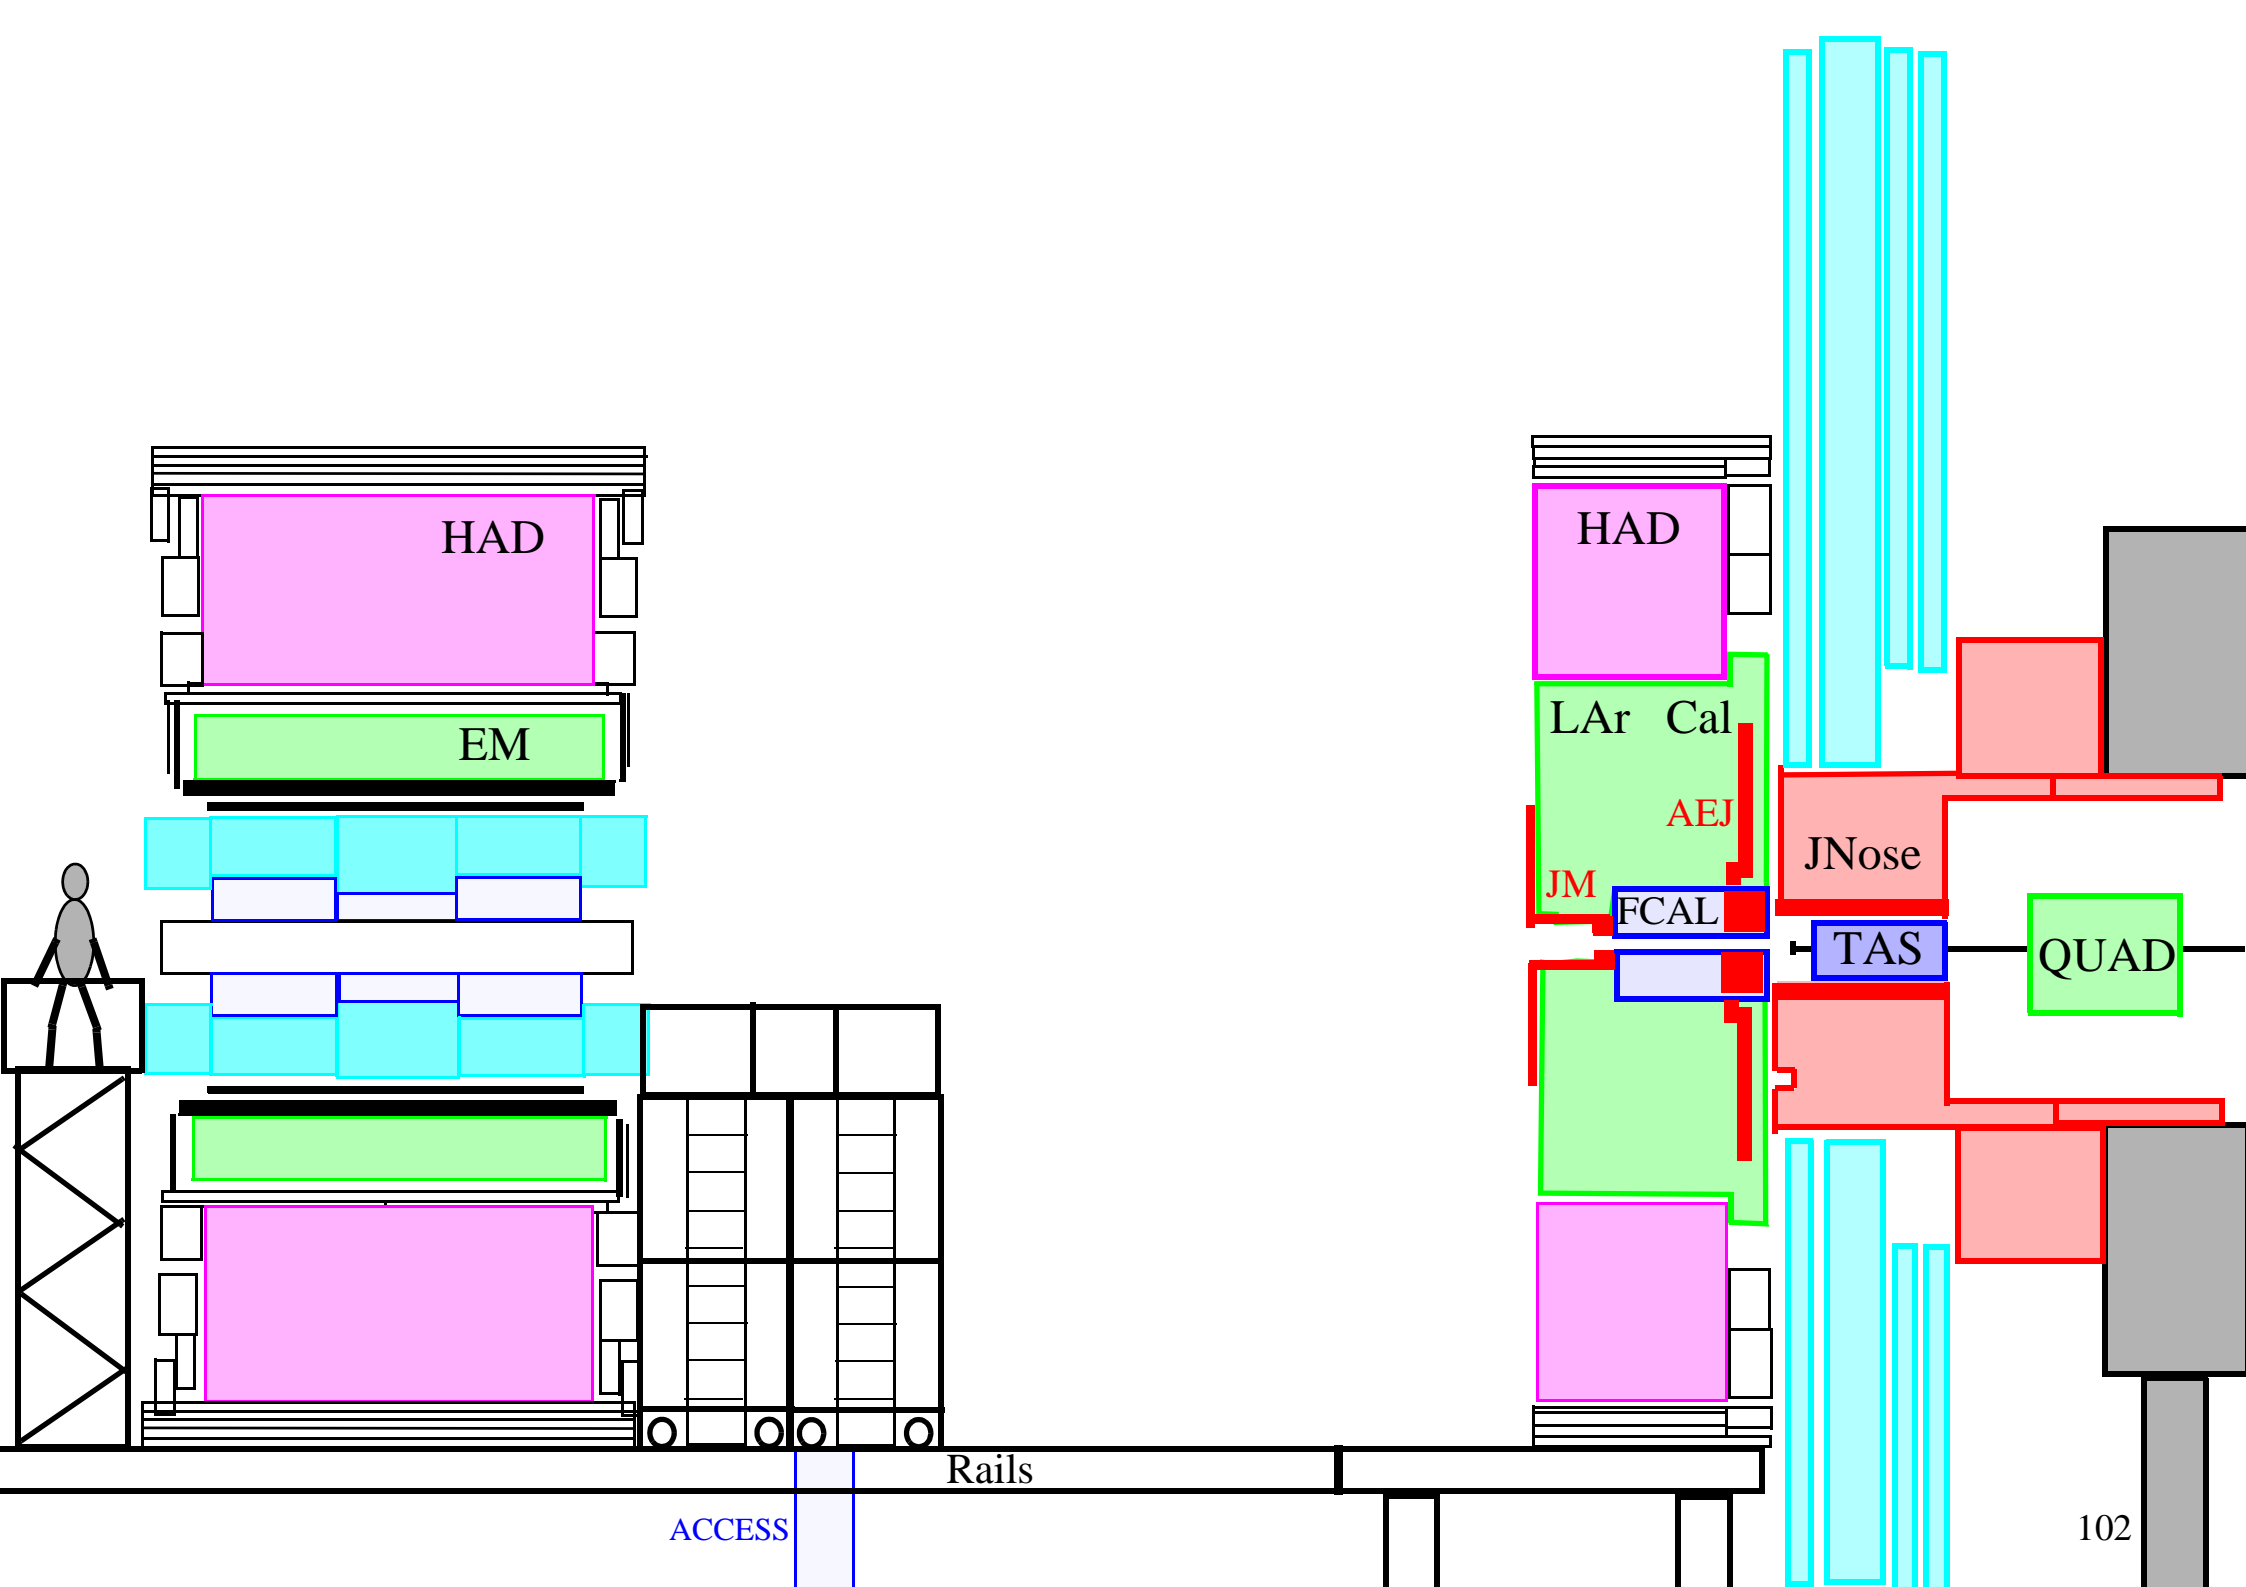 HAD
HAD
EM
LAr Cal
AEJ
JNose
JM
FCAL
TAS
QUAD
Rails
ACCESS
102